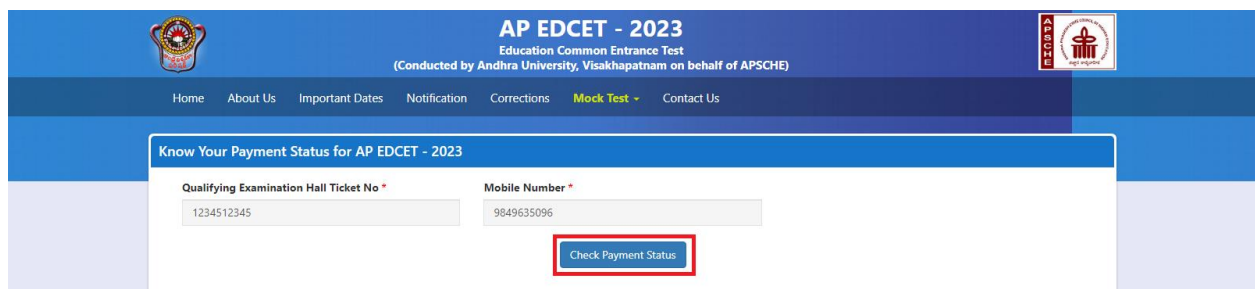 AP EDCET - 2023
Education Common Entrance Test
(Conducted by Andhra University, Visakhapatnam on behalf of APSCHE)
APSCHE
Home About Us Important Dates Notification Corrections Mock Test Contact Us
Know Your Payment Status for AP EDCET - 2023
Qualifying Examination Hall Ticket No * Mobile Number *
1234512345 9849635096
Check Payment Status